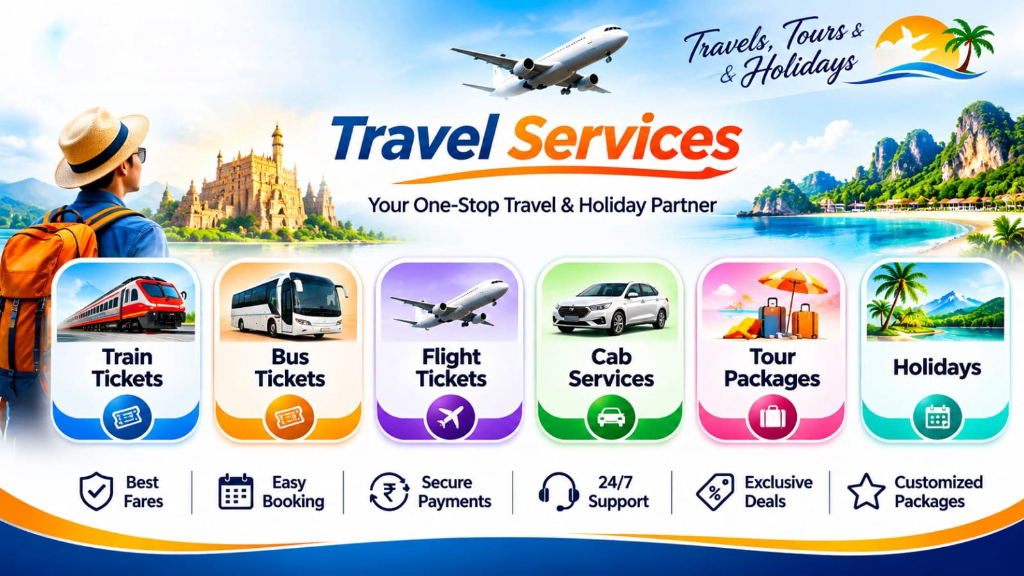 Travels, Tours &
& Holidays
Travel Services
Your One-Stop Travel & Holiday Partner
Train
Tickets
Bus
Tickets
Flight
Tickets
Cab
Services
Tour
Packages
Holidays
Best
Fares
Easy
Booking
₹
Secure
Payments
24/7
Support
%
Exclusive
Deals
Customized
Packages